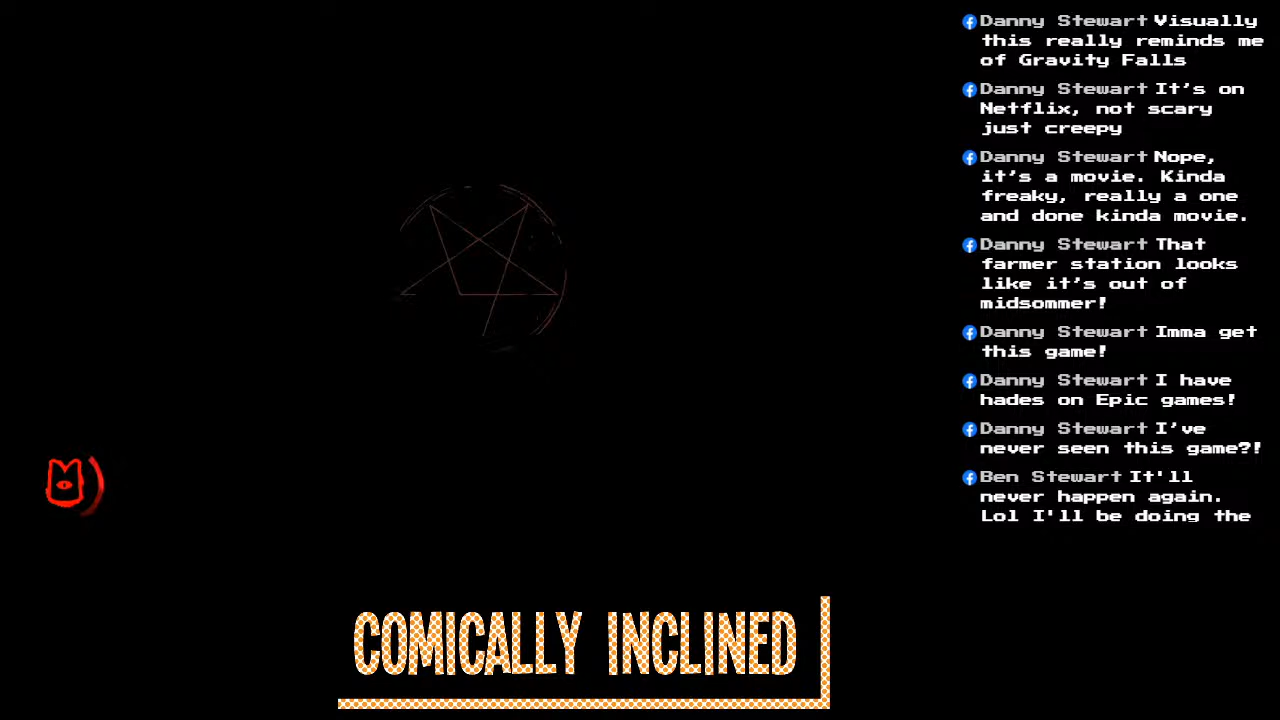 Danny Stewart Visually
this really reminds me
of Gravity Falls
Danny Stewart It's on
Netflix, not scary
just creepy
Danny Stewart Nope,
it's a movie. Kinda
freaky, really a one
and done kinda movie.
Danny Stewart That
farmer station looks
like it's out of
midsommer!
Danny Stewart Imma get
this game!
Danny Stewart I have
hades on Epic games!
Danny Stewart I've
never seen this game?!
Ben Stewart It'll
never happen again.
Lol I'll be doing the
COMICALLY INCLINED